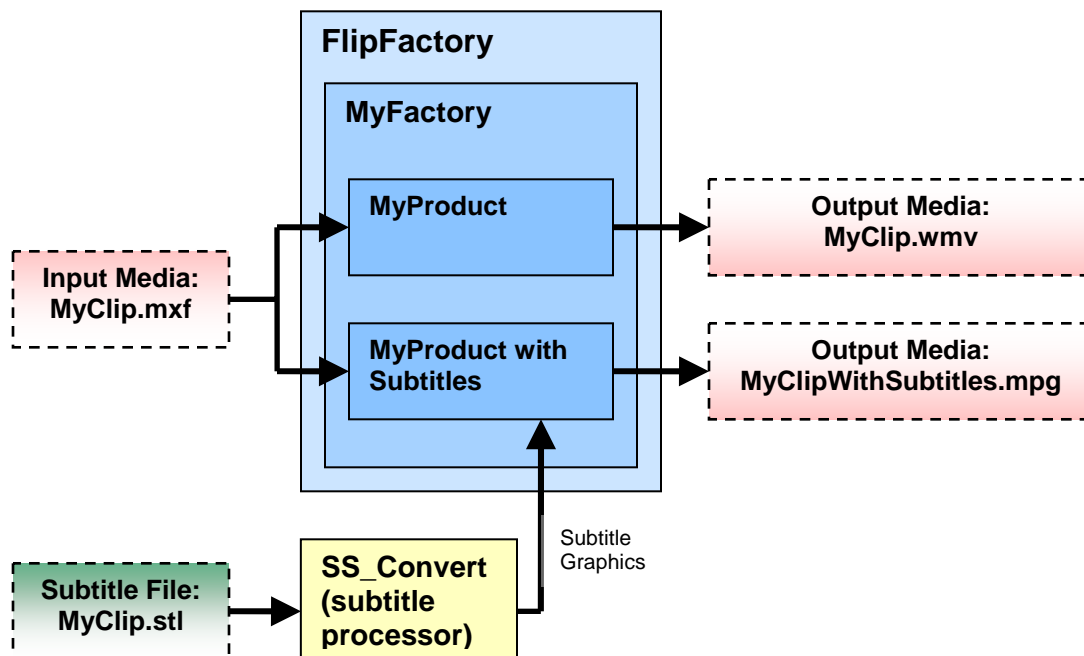 FlipFactory
MyFactory
MyProduct
Output Media:
MyClip.wmv
Input Media:
MyClip.mxf
MyProduct with
Subtitles
Output Media:
MyClipWithSubtitles.mpg
Subtitle
Graphics
Subtitle File:
MyClip.stl
SS_Convert
(subtitle
processor)